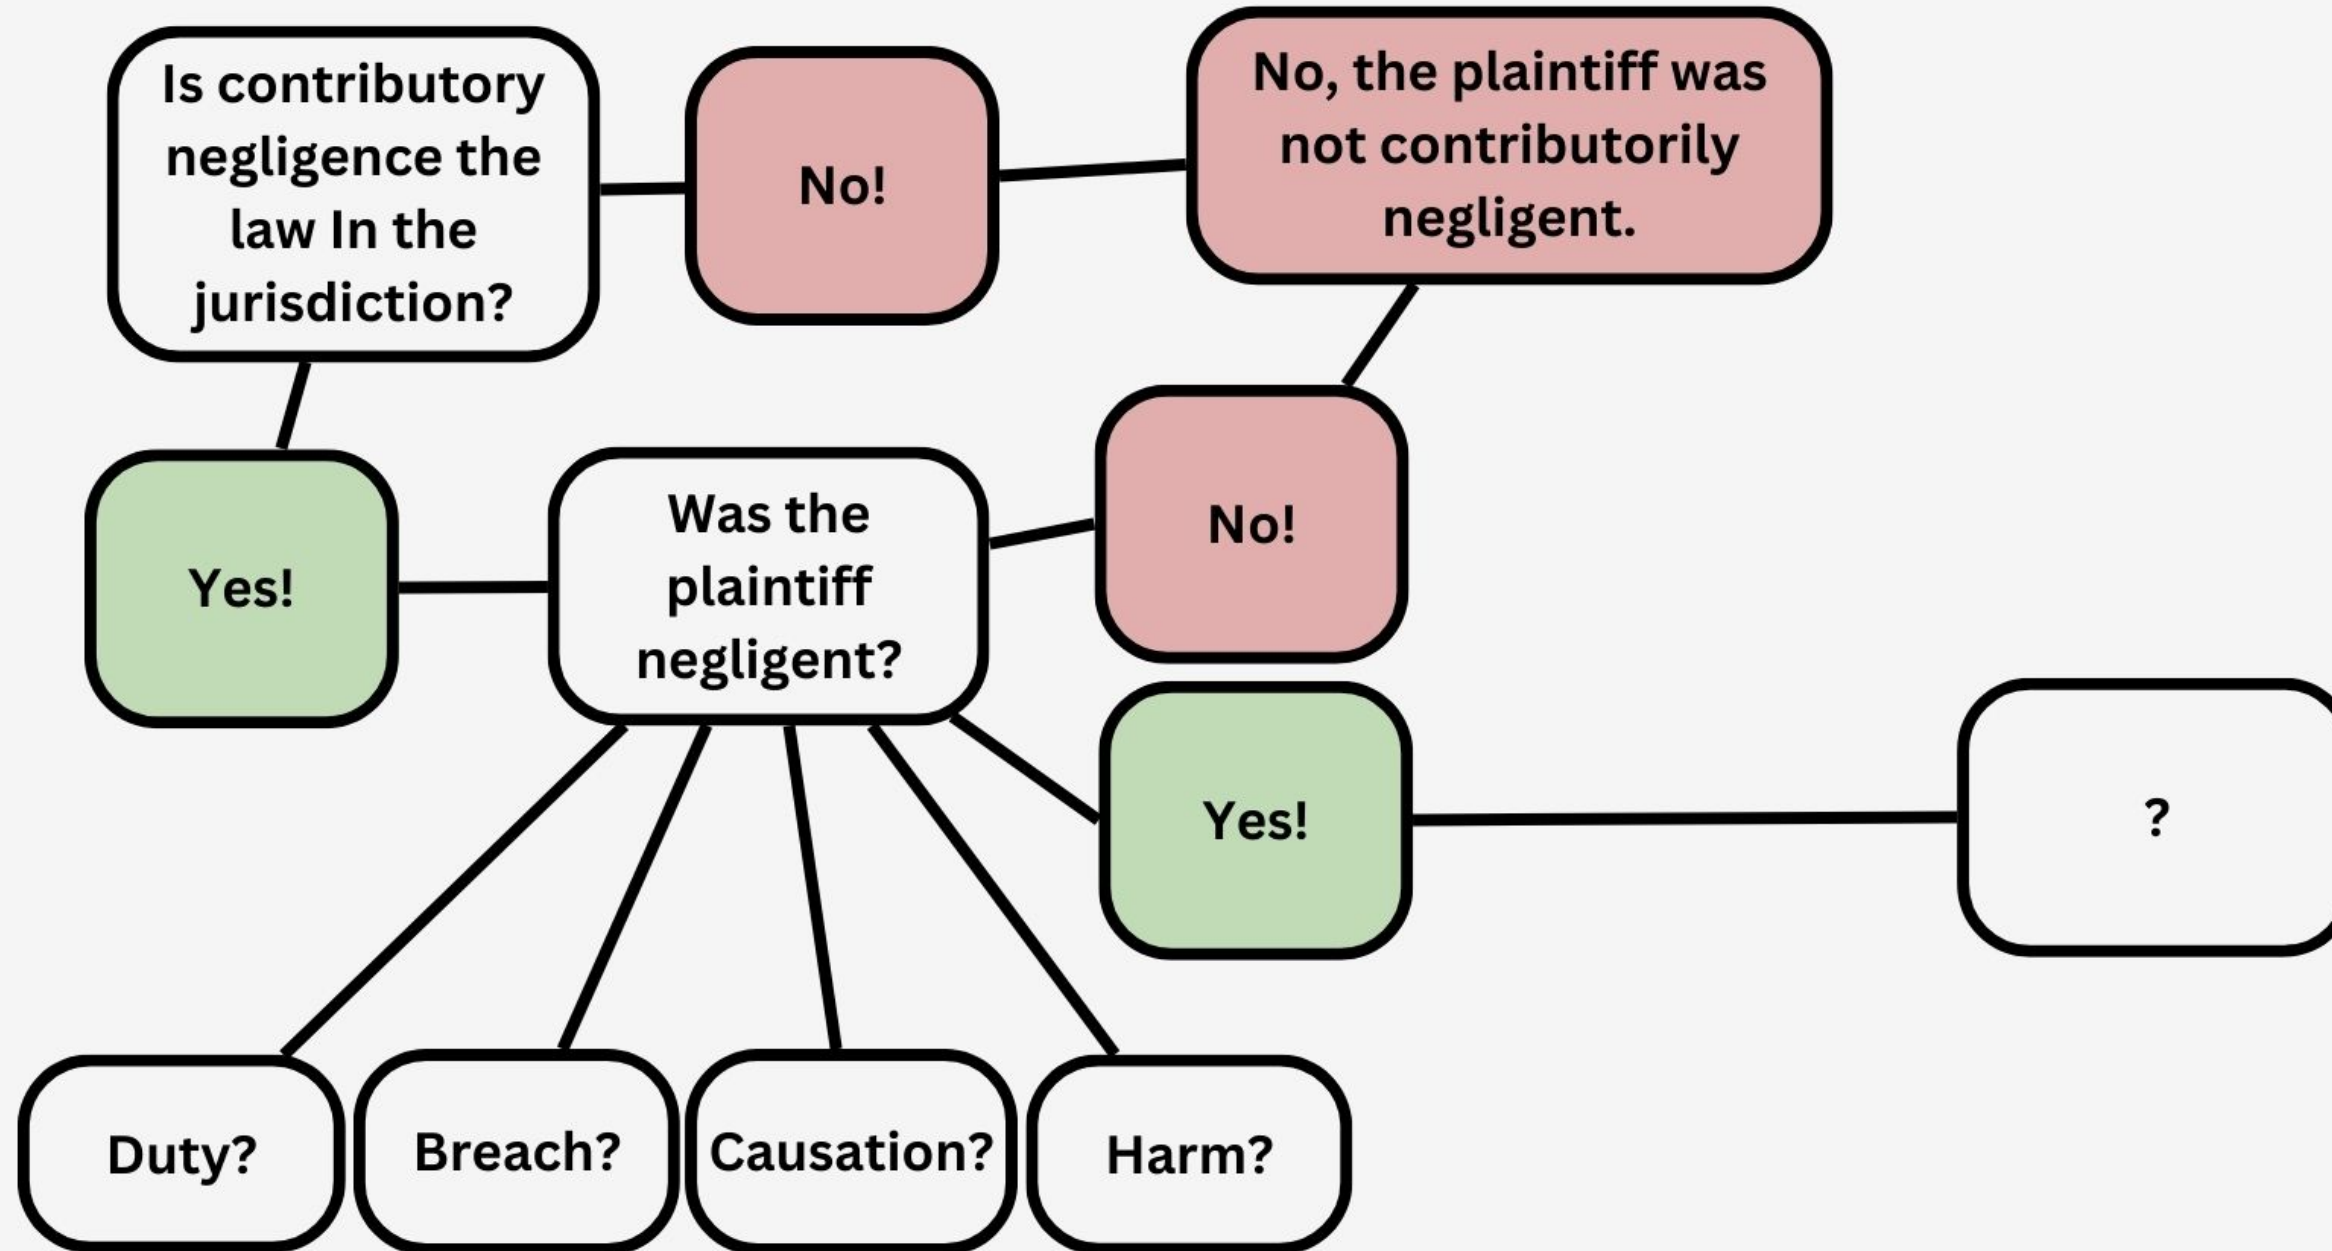 Is contributory
negligence the
law In the
jurisdiction?
No!
No, the plaintiff was
not contributorily
negligent.
Yes!
Was the
plaintiff
negligent?
No!
Yes!
?
Duty?
Breach?
Causation?
Harm?